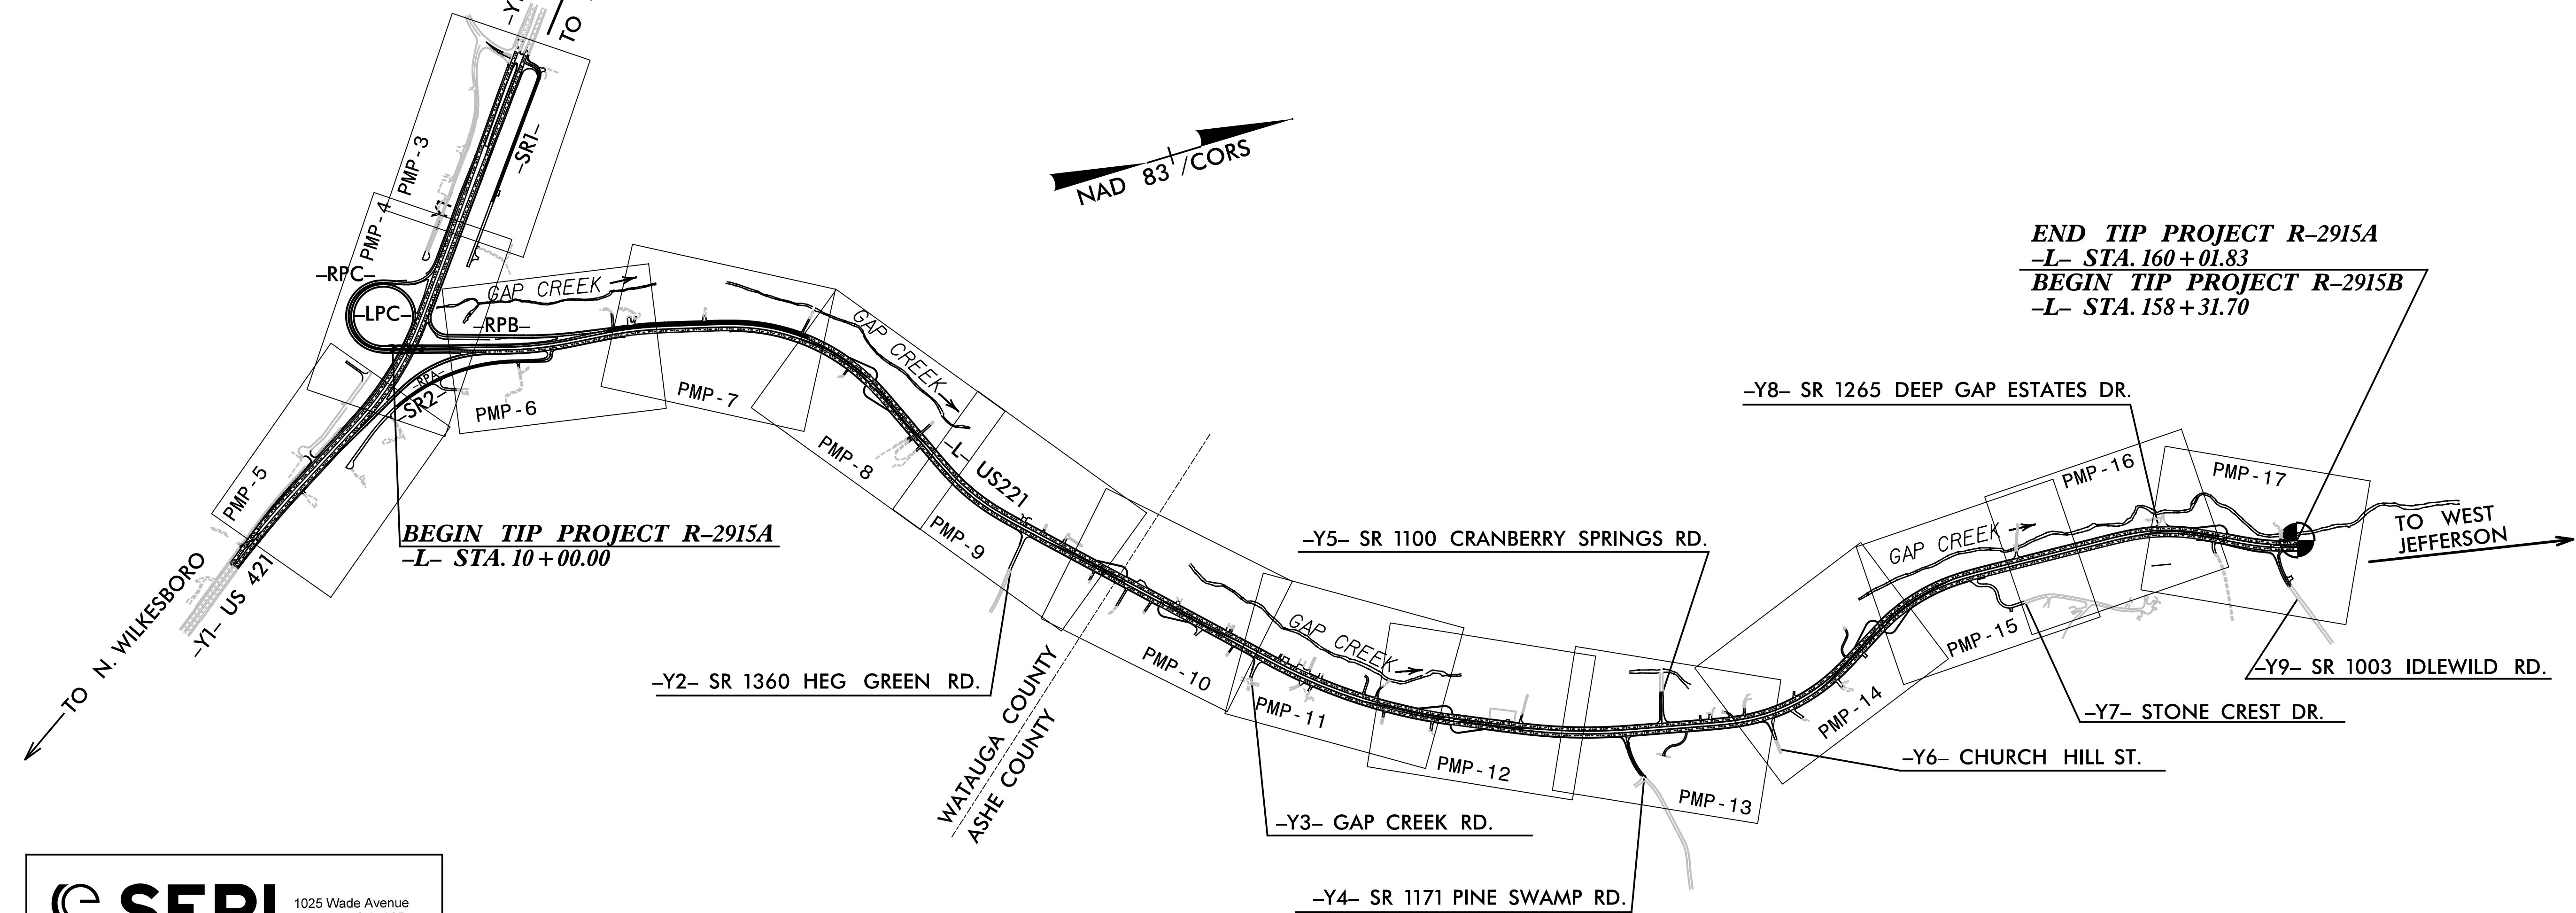 –Y1
TO
PMP-3
–SR1–
Y1
PMP-4
–RPC–
–LPC–
GAP CREEK
–RPB–
–RPA–
–SR2–
PMP-5
PMP-6
PMP-7
NAD 83 /CORS
GAP CREEK
PMP-8
–L– US221
PMP-9
BEGIN TIP PROJECT R–2915A
–L– STA. 10+00.00
TO N. WILKESBORO
–Y1– US 421
–Y2– SR 1360 HEG GREEN RD.
WATAUGA COUNTY
ASHE COUNTY
PMP-10
GAP CREEK
PMP-11
PMP-12
–Y3– GAP CREEK RD.
–Y4– SR 1171 PINE SWAMP RD.
–Y5– SR 1100 CRANBERRY SPRINGS RD.
PMP-13
PMP-14
–Y6– CHURCH HILL ST.
–Y7– STONE CREST DR.
PMP-15
GAP CREEK
PMP-16
–Y8– SR 1265 DEEP GAP ESTATES DR.
PMP-17
END TIP PROJECT R–2915A
–L– STA. 160+01.83
BEGIN TIP PROJECT R–2915B
–L– STA. 158+31.70
TO WEST
JEFFERSON
–Y9– SR 1003 IDLEWILD RD.
SEPI
1025 Wade Avenue